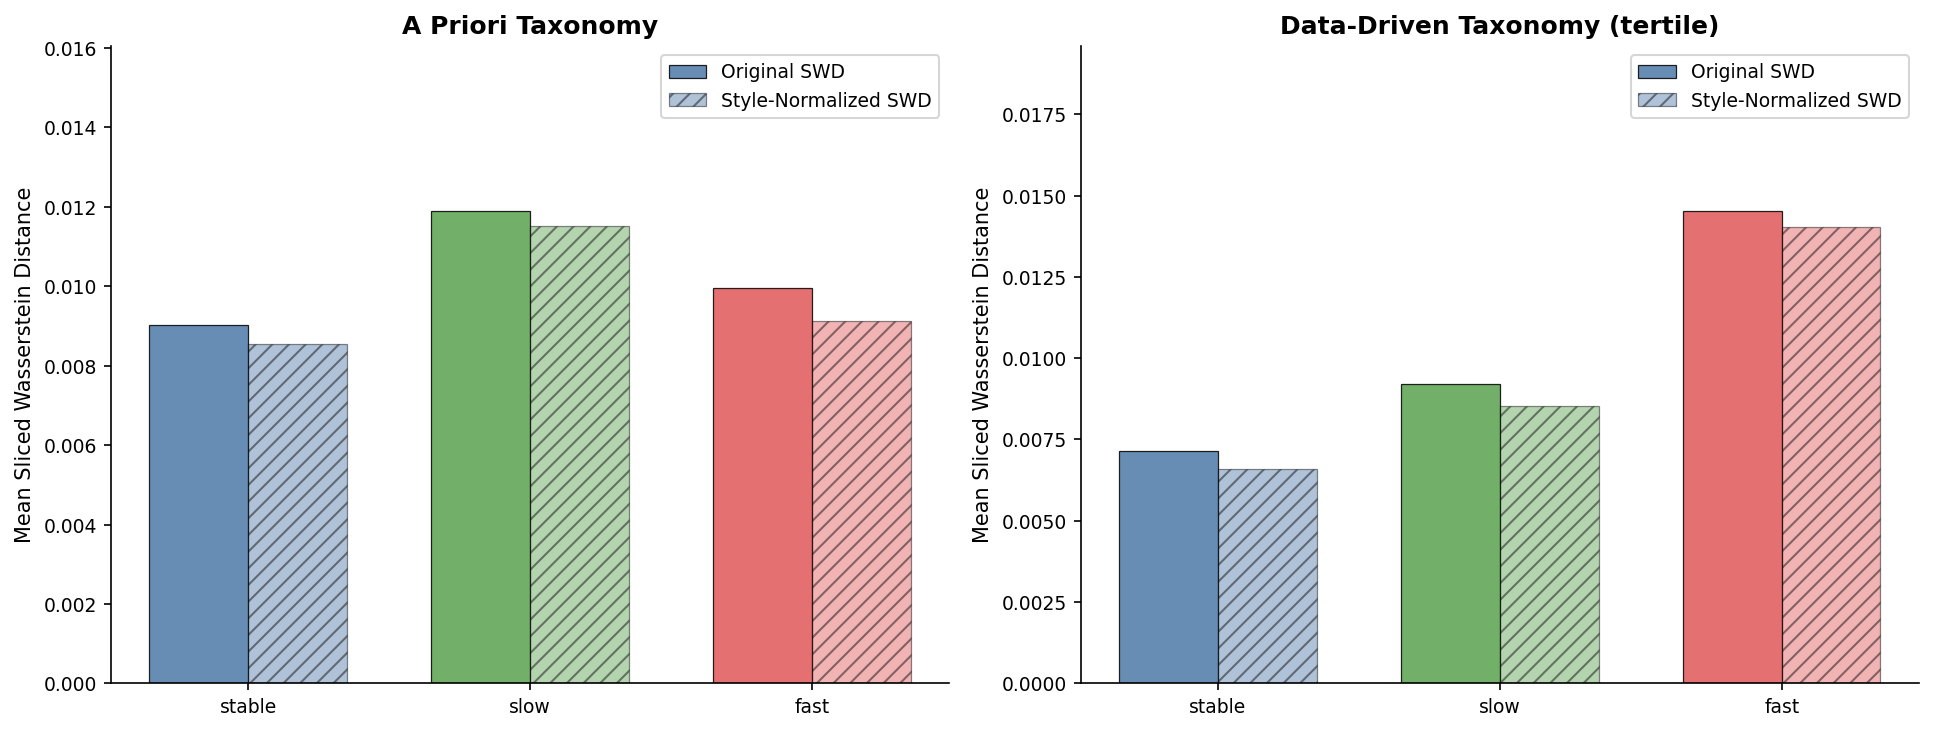 A Priori Taxonomy
Original SWD
Style-Normalized SWD
Mean Sliced Wasserstein Distance
0.016
0.014
0.012
0.010
0.008
0.006
0.004
0.002
0.000
stable
slow
fast
Data-Driven Taxonomy (tertile)
Original SWD
Style-Normalized SWD
Mean Sliced Wasserstein Distance
0.0175
0.0150
0.0125
0.0100
0.0075
0.0050
0.0025
0.0000
stable
slow
fast